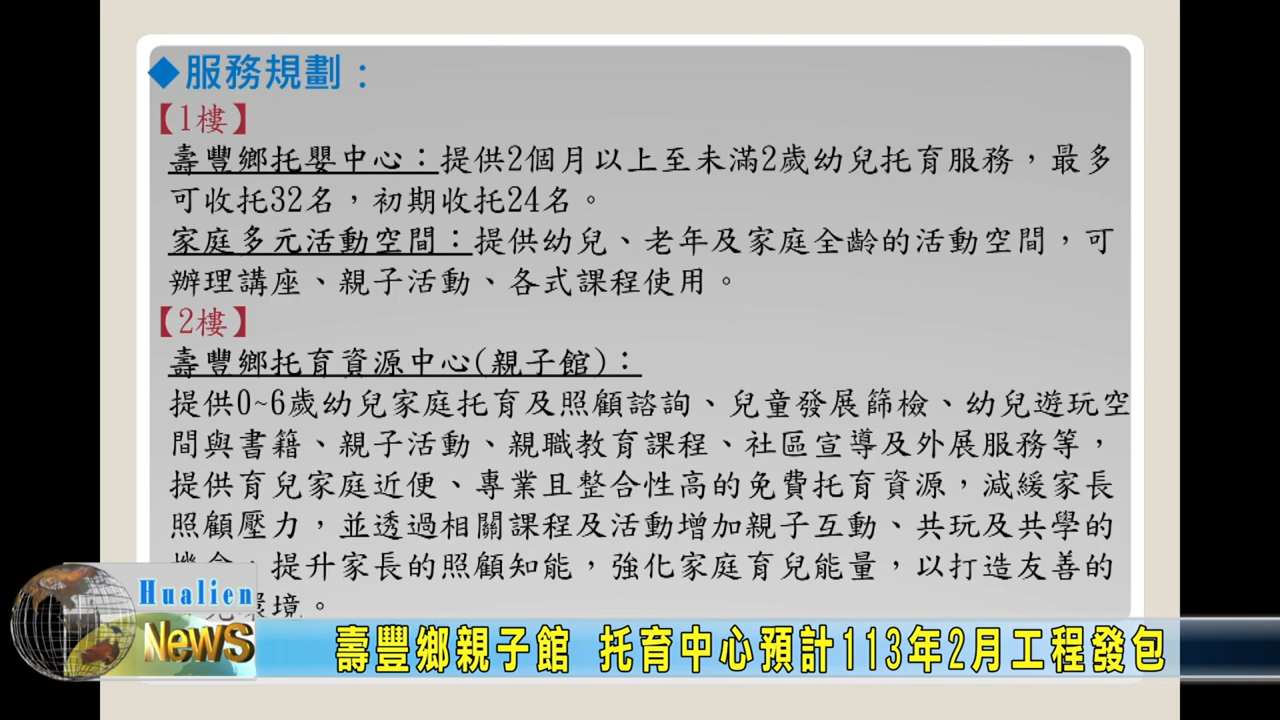 ◆服務規劃：
【1樓】
壽豐鄉托嬰中心：提供2個月以上至未滿2歲幼兒托育服務，最多
可收托32名，初期收托24名。
家庭多元活動空間：提供幼兒、老年及家庭全齡的活動空間，可
辦理講座、親子活動、各式課程使用。
【2樓】
壽豐鄉托育資源中心(親子館)：
提供0~6歲幼兒家庭托育及照顧諮詢、兒童發展篩檢、幼兒遊玩空
間與書籍、親子活動、親職教育課程、社區宣導及外展服務等，
提供育兒家庭近便、專業且整合性高的免費托育資源，減緩家長
照顧壓力，並透過相關課程及活動增加親子互動、共玩及共學的
提升家長的照顧知能，強化家庭育兒能量，以打造友善的
環境。
Hualien
NewS
壽豐鄉親子館 托育中心預計113年2月工程發包